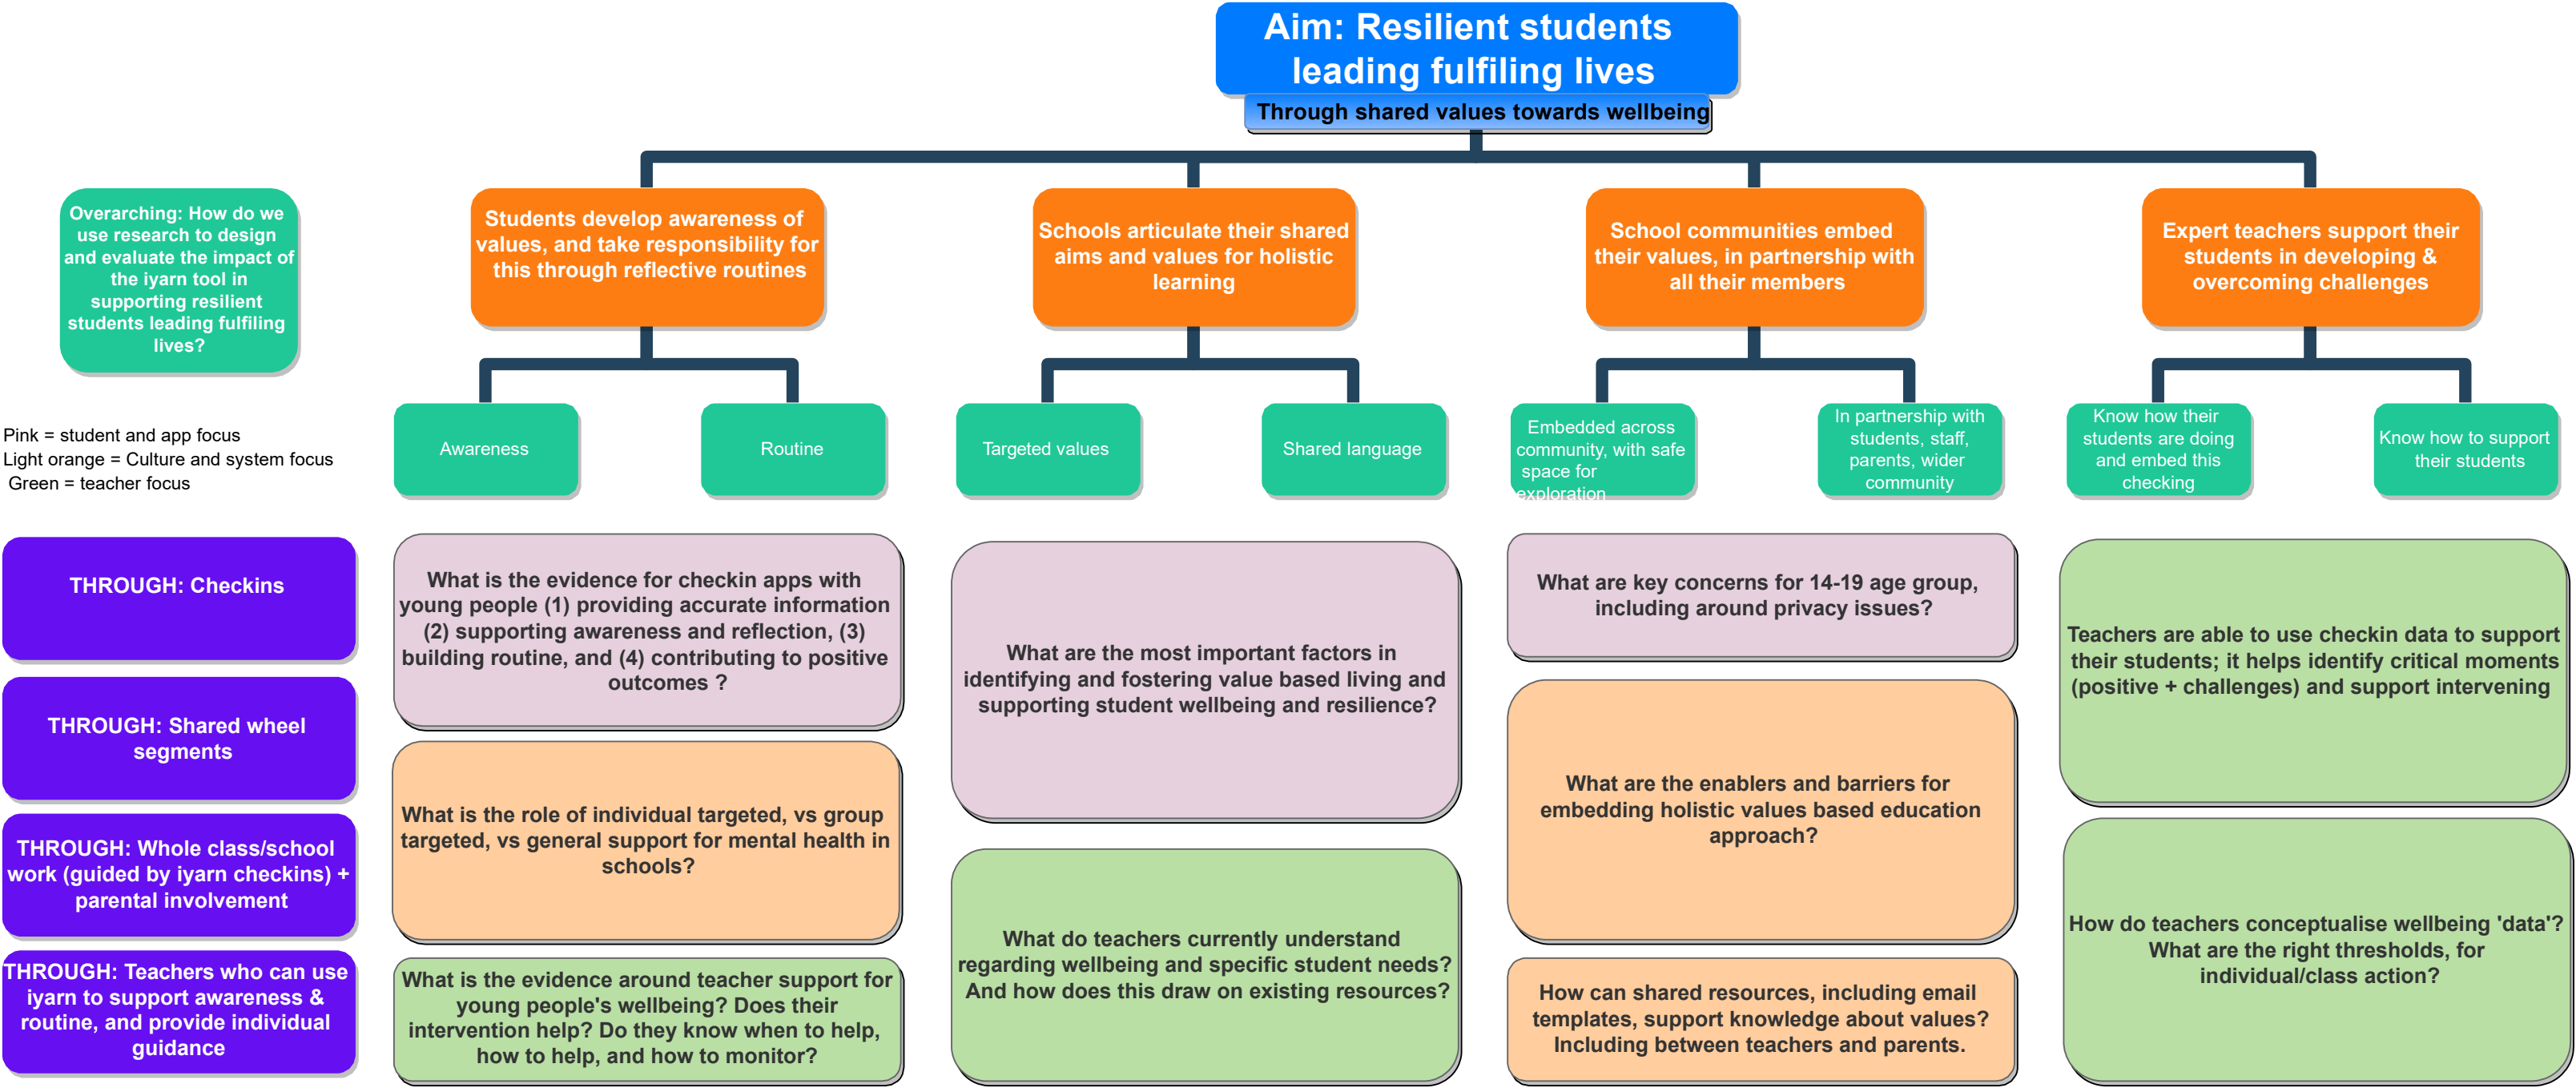 Aim: Resilient students
leading fulfiling lives
Through shared values towards wellbeing
Overarching: How do we
use research to design
and evaluate the impact of
the iyarn tool in
supporting resilient
students leading fulfiling
lives?
Students develop awareness of
values, and take responsibility for
this through reflective routines
Schools articulate their shared
aims and values for holistic
learning
School communities embed
their values, in partnership with
all their members
Expert teachers support their
students in developing &
overcoming challenges
Pink = student and app focus
Light orange = Culture and system focus
Green = teacher focus
Awareness
Routine
Targeted values
Shared language
Embedded across
community, with safe
space for
exploration
In partnership with
students, staff,
parents, wider
community
Know how their
students are doing
and embed this
checking
Know how to support
their students
THROUGH: Checkins
THROUGH: Shared wheel
segments
THROUGH: Whole class/school
work (guided by iyarn checkins) +
parental involvement
THROUGH: Teachers who can use
iyarn to support awareness &
routine, and provide individual
guidance
What is the evidence for checkin apps with
young people (1) providing accurate information
(2) supporting awareness and reflection, (3)
building routine, and (4) contributing to positive
outcomes ?
What is the role of individual targeted, vs group
targeted, vs general support for mental health in
schools?
What is the evidence around teacher support for
young people's wellbeing? Does their
intervention help? Do they know when to help,
how to help, and how to monitor?
What are the most important factors in
identifying and fostering value based living and
supporting student wellbeing and resilience?
What do teachers currently understand
regarding wellbeing and specific student needs?
And how does this draw on existing resources?
What are key concerns for 14-19 age group,
including around privacy issues?
What are the enablers and barriers for
embedding holistic values based education
approach?
How can shared resources, including email
templates, support knowledge about values?
Including between teachers and parents.
Teachers are able to use checkin data to support
their students; it helps identify critical moments
(positive + challenges) and support intervening
How do teachers conceptualise wellbeing 'data'?
What are the right thresholds, for
individual/class action?